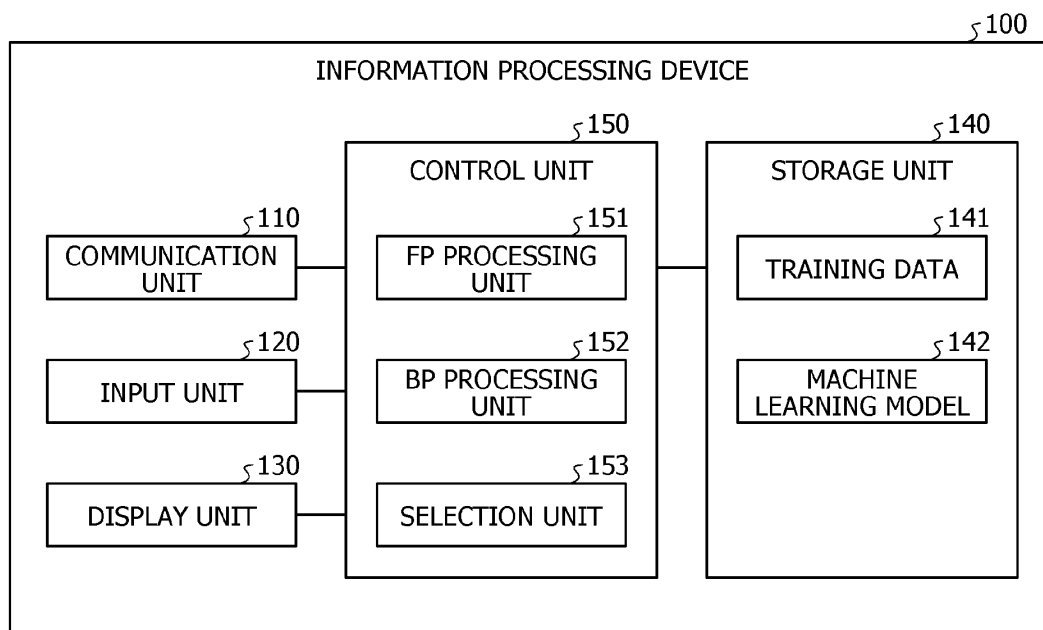 100
INFORMATION PROCESSING DEVICE
150
CONTROL UNIT
140
STORAGE UNIT
110
COMMUNICATION
UNIT
151
FP PROCESSING
UNIT
141
TRAINING DATA
120
INPUT UNIT
152
BP PROCESSING
UNIT
142
MACHINE
LEARNING MODEL
130
DISPLAY UNIT
153
SELECTION UNIT